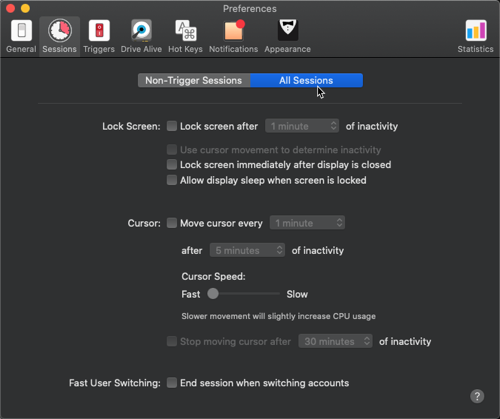 Preferences
General Sessions Triggers Drive Alive Hot Keys Notifications Appearance Statistics
Non-Trigger Sessions All Sessions
Lock Screen: Lock screen after 1 minute of inactivity
Use cursor movement to determine inactivity
Lock screen immediately after display is closed
Allow display sleep when screen is locked
Cursor: Move cursor every 1 minute
after 5 minutes of inactivity
Cursor Speed:
Fast Slow
Slower movement will slightly increase CPU usage
Stop moving cursor after 30 minutes of inactivity
Fast User Switching: End session when switching accounts
?